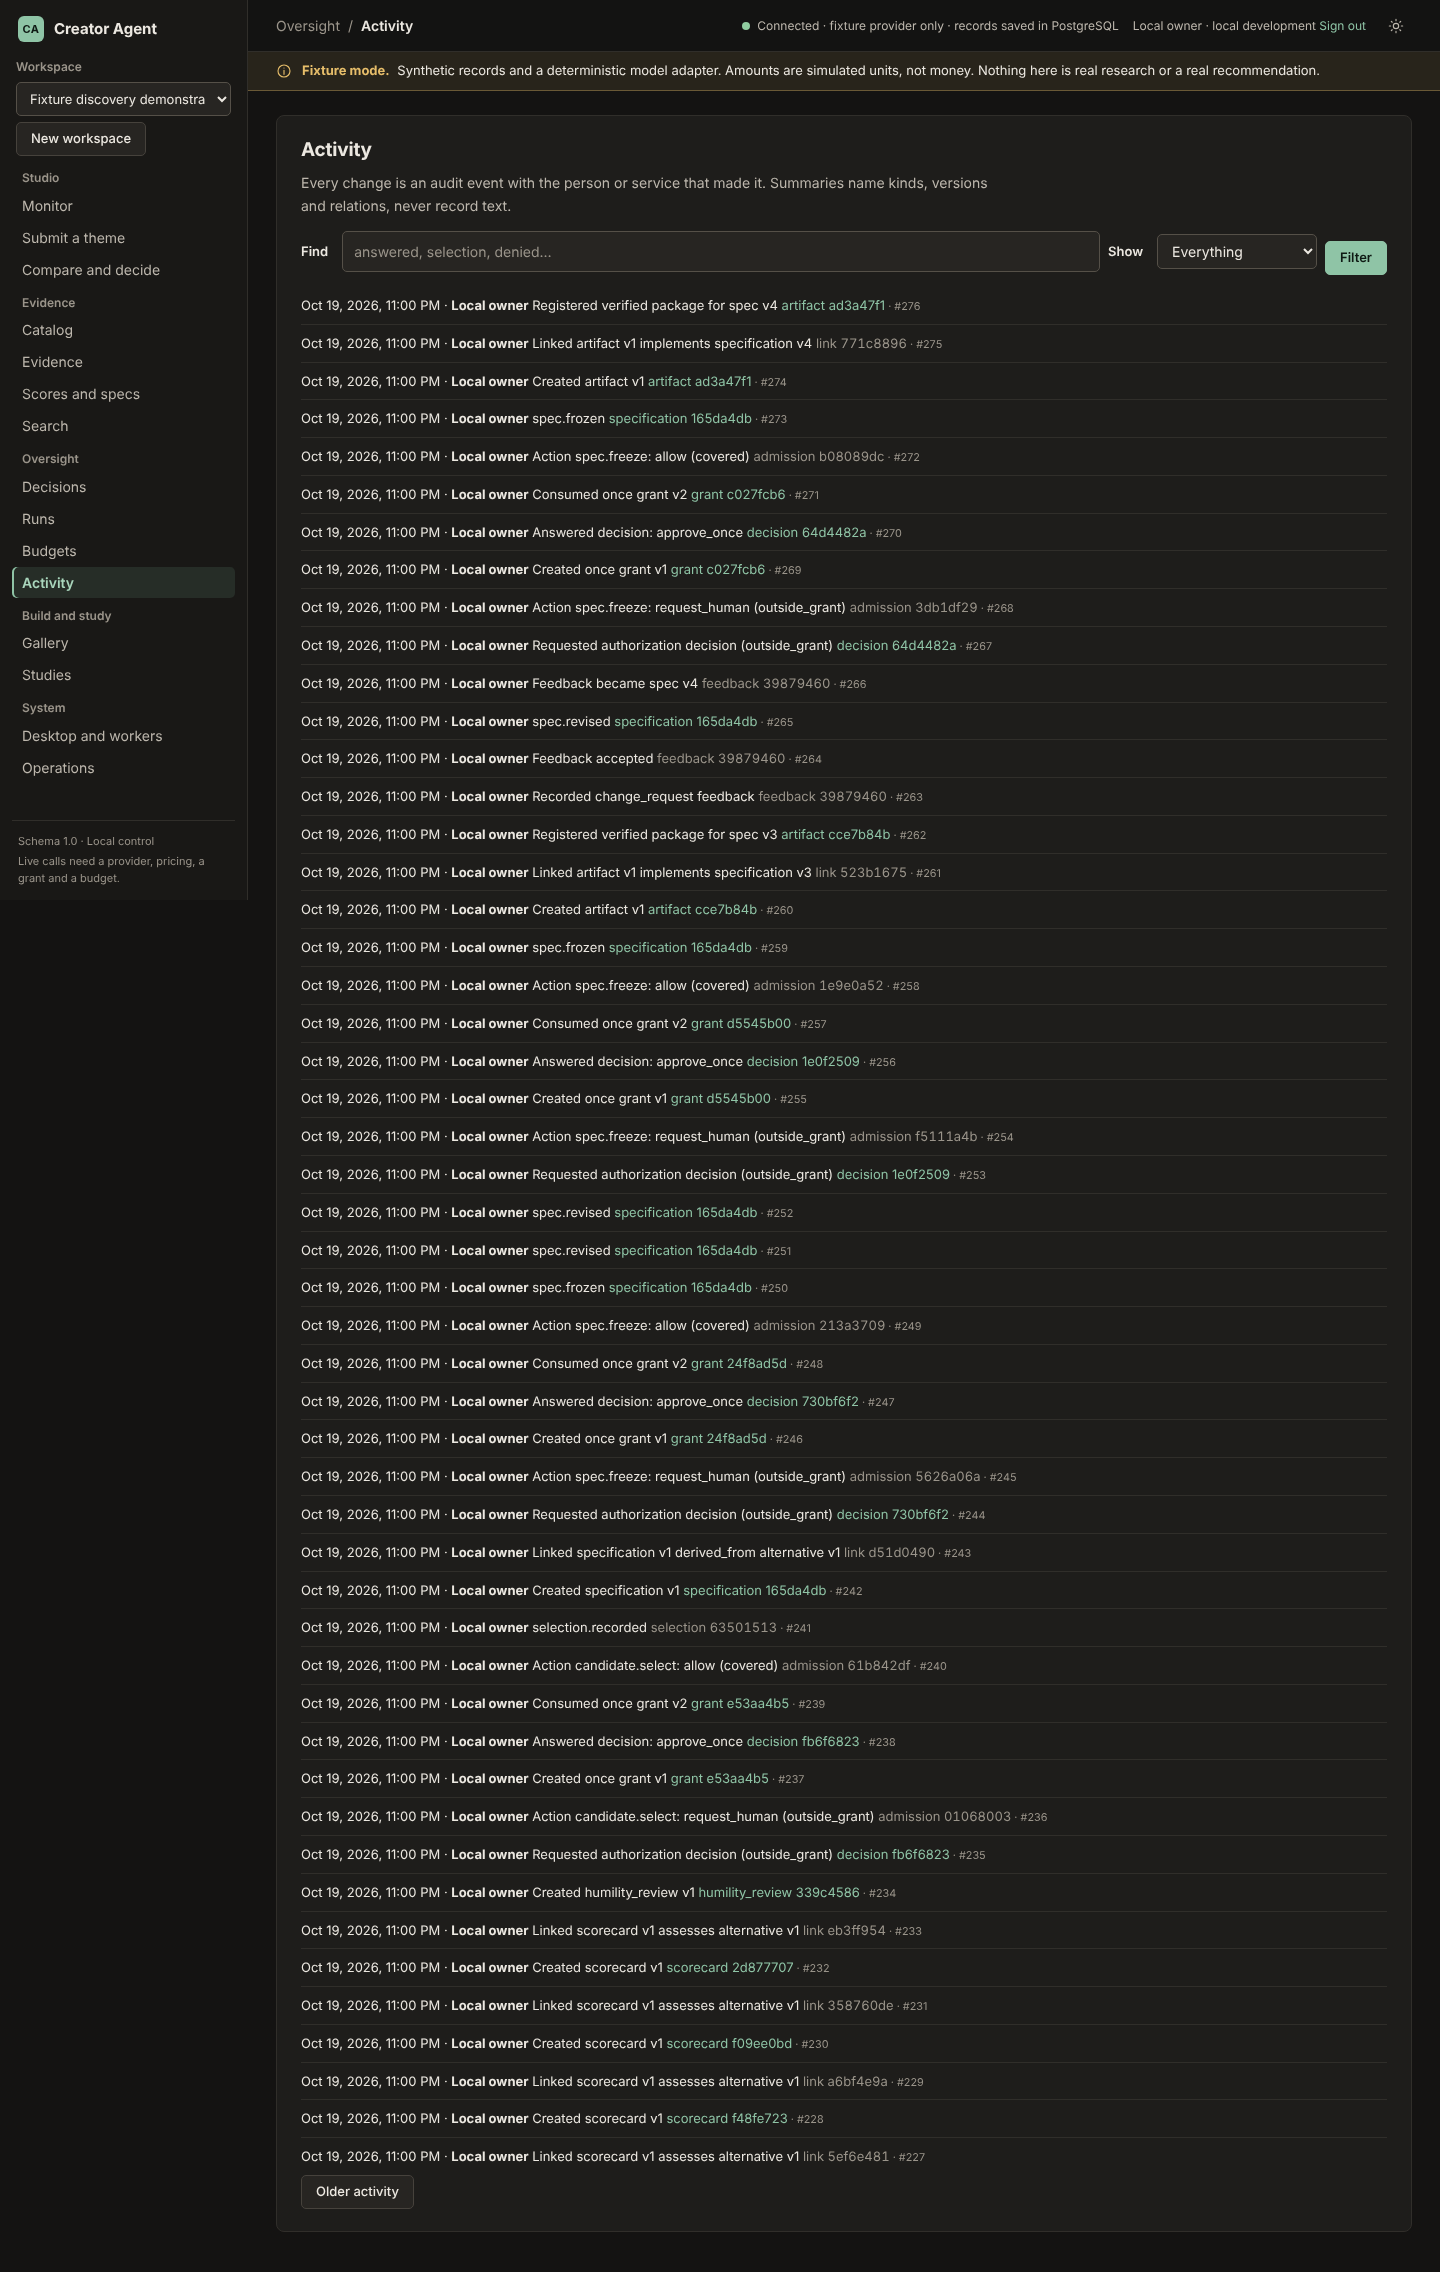 CA Creator Agent
Workspace
Fixture discovery demonstra
New workspace
Studio
Monitor
Submit a theme
Compare and decide
Evidence
Catalog
Evidence
Scores and specs
Search
Oversight
Decisions
Runs
Budgets
Activity
Build and study
Gallery
Studies
System
Desktop and workers
Operations
Schema 1.0 · Local control
Live calls need a provider, pricing, a
grant and a budget.
Oversight / Activity
Connected · fixture provider only · records saved in PostgreSQL Local owner · local development Sign out
Fixture mode. Synthetic records and a deterministic model adapter. Amounts are simulated units, not money. Nothing here is real research or a real recommendation.
Activity
Every change is an audit event with the person or service that made it. Summaries name kinds, versions
and relations, never record text.
Find answered, selection, denied... Show Everything Filter
Oct 19, 2026, 11:00 PM · Local owner Registered verified package for spec v4 artifact ad3a47f1 · #276
Oct 19, 2026, 11:00 PM · Local owner Linked artifact v1 implements specification v4 link 771c8896 · #275
Oct 19, 2026, 11:00 PM · Local owner Created artifact v1 artifact ad3a47f1 · #274
Oct 19, 2026, 11:00 PM · Local owner spec.frozen specification 165da4db · #273
Oct 19, 2026, 11:00 PM · Local owner Action spec.freeze: allow (covered) admission b08089dc · #272
Oct 19, 2026, 11:00 PM · Local owner Consumed once grant v2 grant c027fcb6 · #271
Oct 19, 2026, 11:00 PM · Local owner Answered decision: approve_once decision 64d4482a · #270
Oct 19, 2026, 11:00 PM · Local owner Created once grant v1 grant c027fcb6 · #269
Oct 19, 2026, 11:00 PM · Local owner Action spec.freeze: request_human (outside_grant) admission 3db1df29 · #268
Oct 19, 2026, 11:00 PM · Local owner Requested authorization decision (outside_grant) decision 64d4482a · #267
Oct 19, 2026, 11:00 PM · Local owner Feedback became spec v4 feedback 39879460 · #266
Oct 19, 2026, 11:00 PM · Local owner spec.revised specification 165da4db · #265
Oct 19, 2026, 11:00 PM · Local owner Feedback accepted feedback 39879460 · #264
Oct 19, 2026, 11:00 PM · Local owner Recorded change_request feedback feedback 39879460 · #263
Oct 19, 2026, 11:00 PM · Local owner Registered verified package for spec v3 artifact cce7b84b · #262
Oct 19, 2026, 11:00 PM · Local owner Linked artifact v1 implements specification v3 link 523b1675 · #261
Oct 19, 2026, 11:00 PM · Local owner Created artifact v1 artifact cce7b84b · #260
Oct 19, 2026, 11:00 PM · Local owner spec.frozen specification 165da4db · #259
Oct 19, 2026, 11:00 PM · Local owner Action spec.freeze: allow (covered) admission 1e9e0a52 · #258
Oct 19, 2026, 11:00 PM · Local owner Consumed once grant v2 grant d5545b00 · #257
Oct 19, 2026, 11:00 PM · Local owner Answered decision: approve_once decision 1e0f2509 · #256
Oct 19, 2026, 11:00 PM · Local owner Created once grant v1 grant d5545b00 · #255
Oct 19, 2026, 11:00 PM · Local owner Action spec.freeze: request_human (outside_grant) admission f5111a4b · #254
Oct 19, 2026, 11:00 PM · Local owner Requested authorization decision (outside_grant) decision 1e0f2509 · #253
Oct 19, 2026, 11:00 PM · Local owner spec.revised specification 165da4db · #252
Oct 19, 2026, 11:00 PM · Local owner spec.revised specification 165da4db · #251
Oct 19, 2026, 11:00 PM · Local owner spec.frozen specification 165da4db · #250
Oct 19, 2026, 11:00 PM · Local owner Action spec.freeze: allow (covered) admission 213a3709 · #249
Oct 19, 2026, 11:00 PM · Local owner Consumed once grant v2 grant 24f8ad5d · #248
Oct 19, 2026, 11:00 PM · Local owner Answered decision: approve_once decision 730bf6f2 · #247
Oct 19, 2026, 11:00 PM · Local owner Created once grant v1 grant 24f8ad5d · #246
Oct 19, 2026, 11:00 PM · Local owner Action spec.freeze: request_human (outside_grant) admission 5626a06a · #245
Oct 19, 2026, 11:00 PM · Local owner Requested authorization decision (outside_grant) decision 730bf6f2 · #244
Oct 19, 2026, 11:00 PM · Local owner Linked specification v1 derived_from alternative v1 link d51d0490 · #243
Oct 19, 2026, 11:00 PM · Local owner Created specification v1 specification 165da4db · #242
Oct 19, 2026, 11:00 PM · Local owner selection.recorded selection 63501513 · #241
Oct 19, 2026, 11:00 PM · Local owner Action candidate.select: allow (covered) admission 61b842df · #240
Oct 19, 2026, 11:00 PM · Local owner Consumed once grant v2 grant e53aa4b5 · #239
Oct 19, 2026, 11:00 PM · Local owner Answered decision: approve_once decision fb6f6823 · #238
Oct 19, 2026, 11:00 PM · Local owner Created once grant v1 grant e53aa4b5 · #237
Oct 19, 2026, 11:00 PM · Local owner Action candidate.select: request_human (outside_grant) admission 01068003 · #236
Oct 19, 2026, 11:00 PM · Local owner Requested authorization decision (outside_grant) decision fb6f6823 · #235
Oct 19, 2026, 11:00 PM · Local owner Created humility_review v1 humility_review 339c4586 · #234
Oct 19, 2026, 11:00 PM · Local owner Linked scorecard v1 assesses alternative v1 link eb3ff954 · #233
Oct 19, 2026, 11:00 PM · Local owner Created scorecard v1 scorecard 2d877707 · #232
Oct 19, 2026, 11:00 PM · Local owner Linked scorecard v1 assesses alternative v1 link 358760de · #231
Oct 19, 2026, 11:00 PM · Local owner Created scorecard v1 scorecard f09ee0bd · #230
Oct 19, 2026, 11:00 PM · Local owner Linked scorecard v1 assesses alternative v1 link a6bf4e9a · #229
Oct 19, 2026, 11:00 PM · Local owner Created scorecard v1 scorecard f48fe723 · #228
Oct 19, 2026, 11:00 PM · Local owner Linked scorecard v1 assesses alternative v1 link 5ef6e481 · #227
Older activity